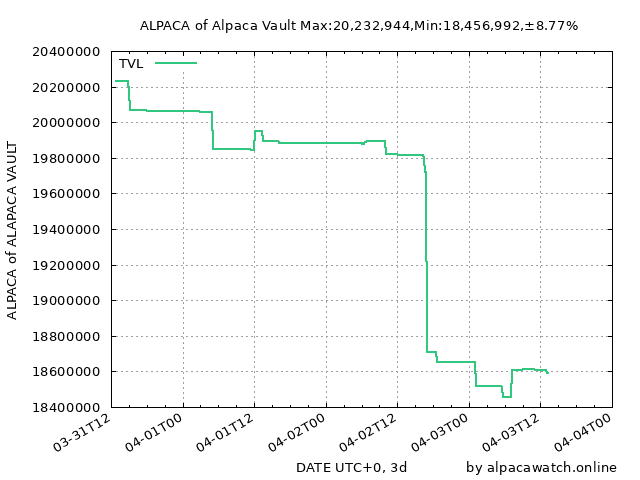 ALPACA of Alpaca Vault Max:20,232,944,Min:18,456,992,±8.77%
TVL
20400000
20200000
20000000
19800000
19600000
19400000
19200000
19000000
18800000
18600000
18400000
ALPACA of ALAPACA VAULT
03-31T12
04-01T00
04-01T12
04-02T00
04-02T12
04-03T00
04-03T12
04-04T00
DATE UTC+0, 3d
by alpacawatch.online